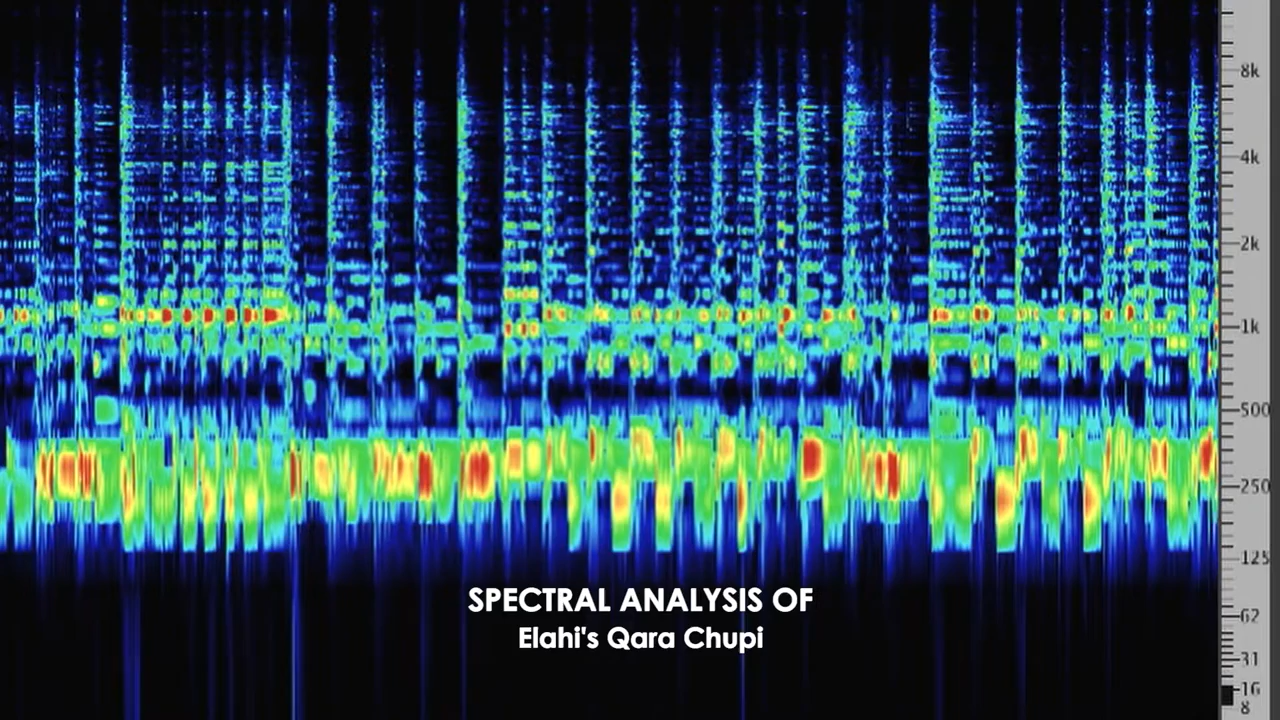 8k
4k
2k
1k
500
250
125
62
31
16
8
SPECTRAL ANALYSIS OF
Elahi's Qara Chupi